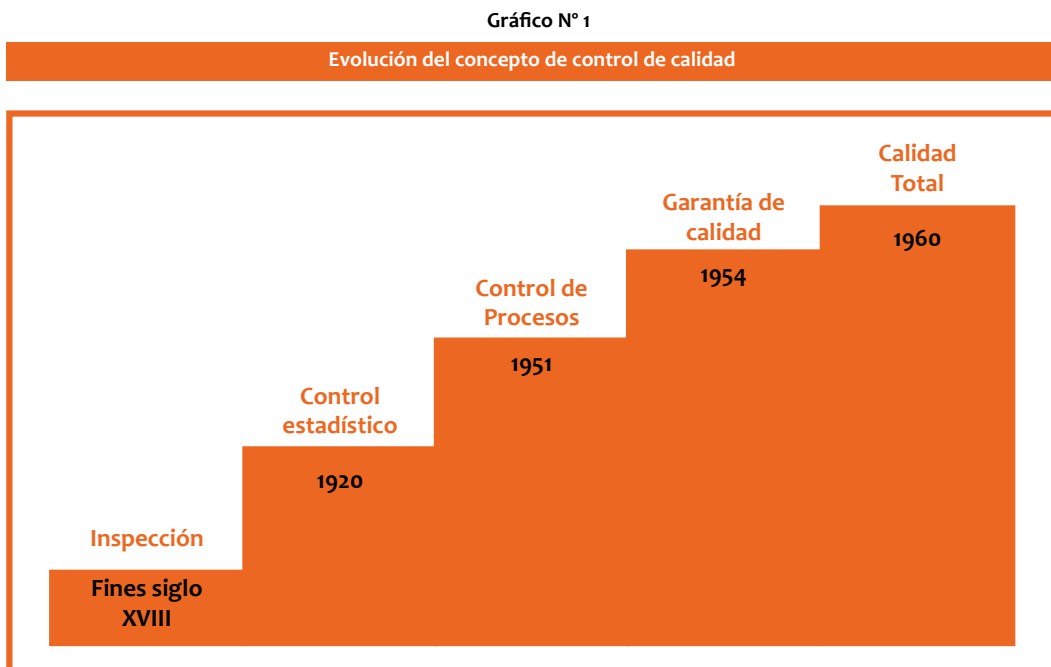 Gráfico N° 1
Evolución del concepto de control de calidad
Calidad
Total
1960
Garantía de
calidad
1954
Control de
Procesos
1951
Control
estadístico
1920
Inspección
Fines siglo
XVIII